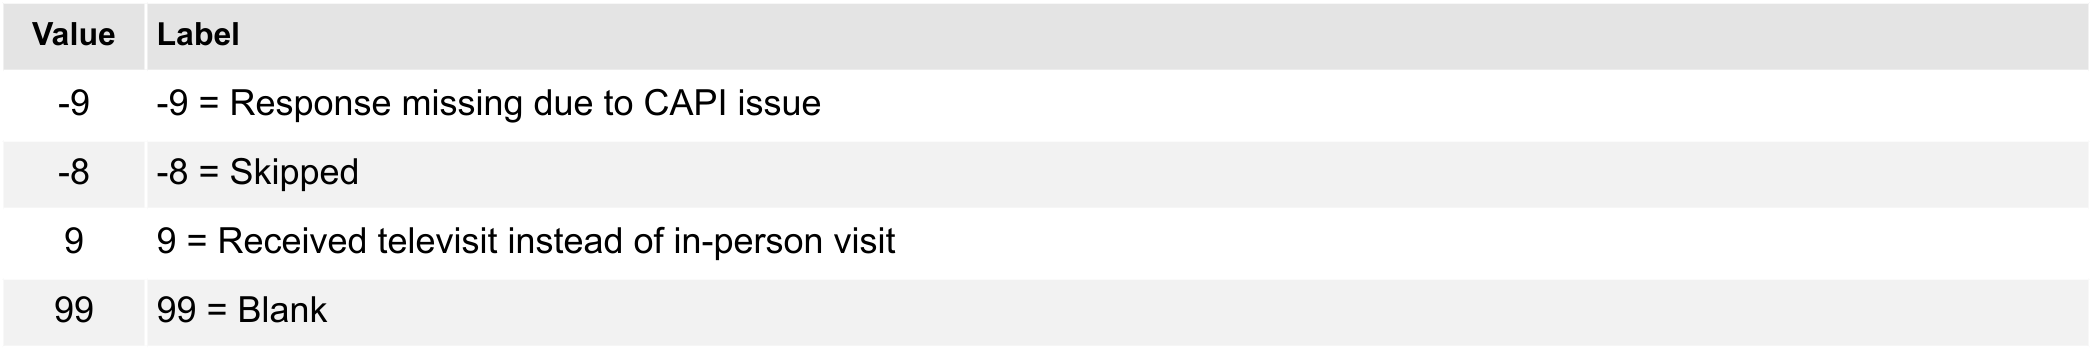 Value Label
-9 -9 = Response missing due to CAPI issue
-8 -8 = Skipped
9 9 = Received televisit instead of in-person visit
99 99 = Blank